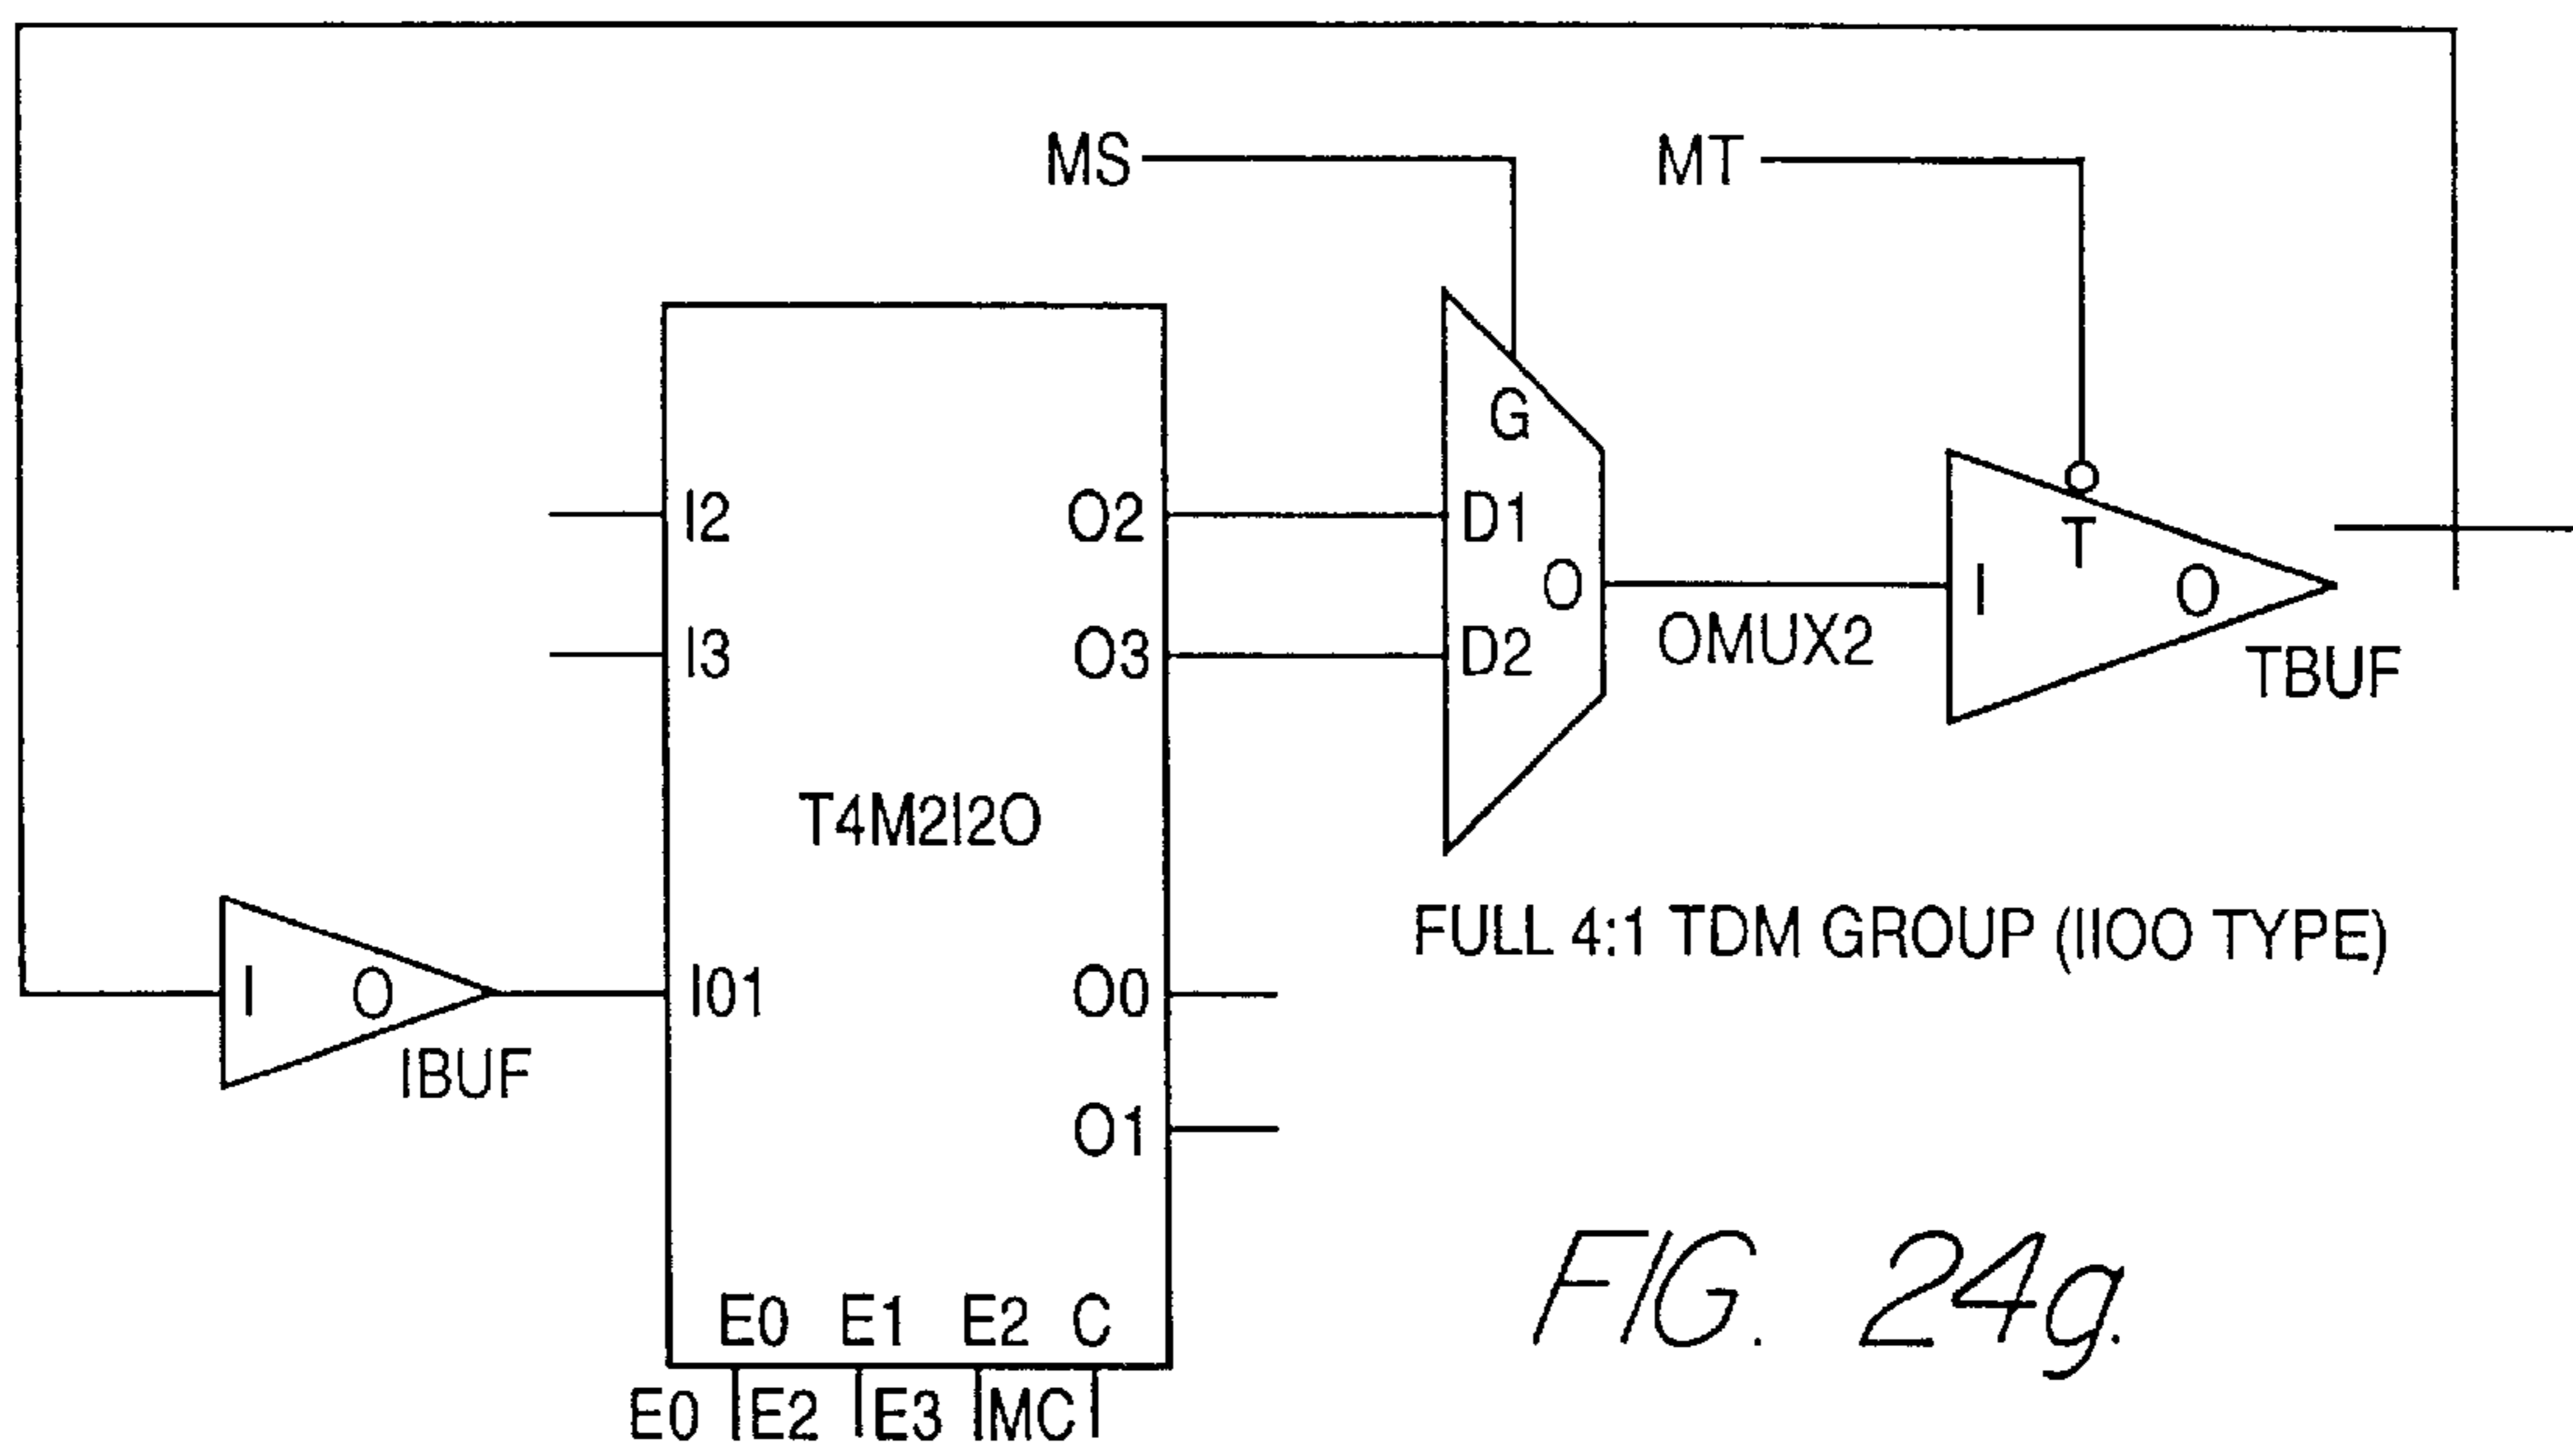 MS
MT
G
I2
O2
D1
T
I3
O3
D2
O
OMUX2
I
O
TBUF
T4M2I2O
FULL 4:1 TDM GROUP (IIOO TYPE)
I
O
IBUF
I01
O0
O1
E0 E1 E2 C
E0 E2 E3 MC
FIG. 24g.